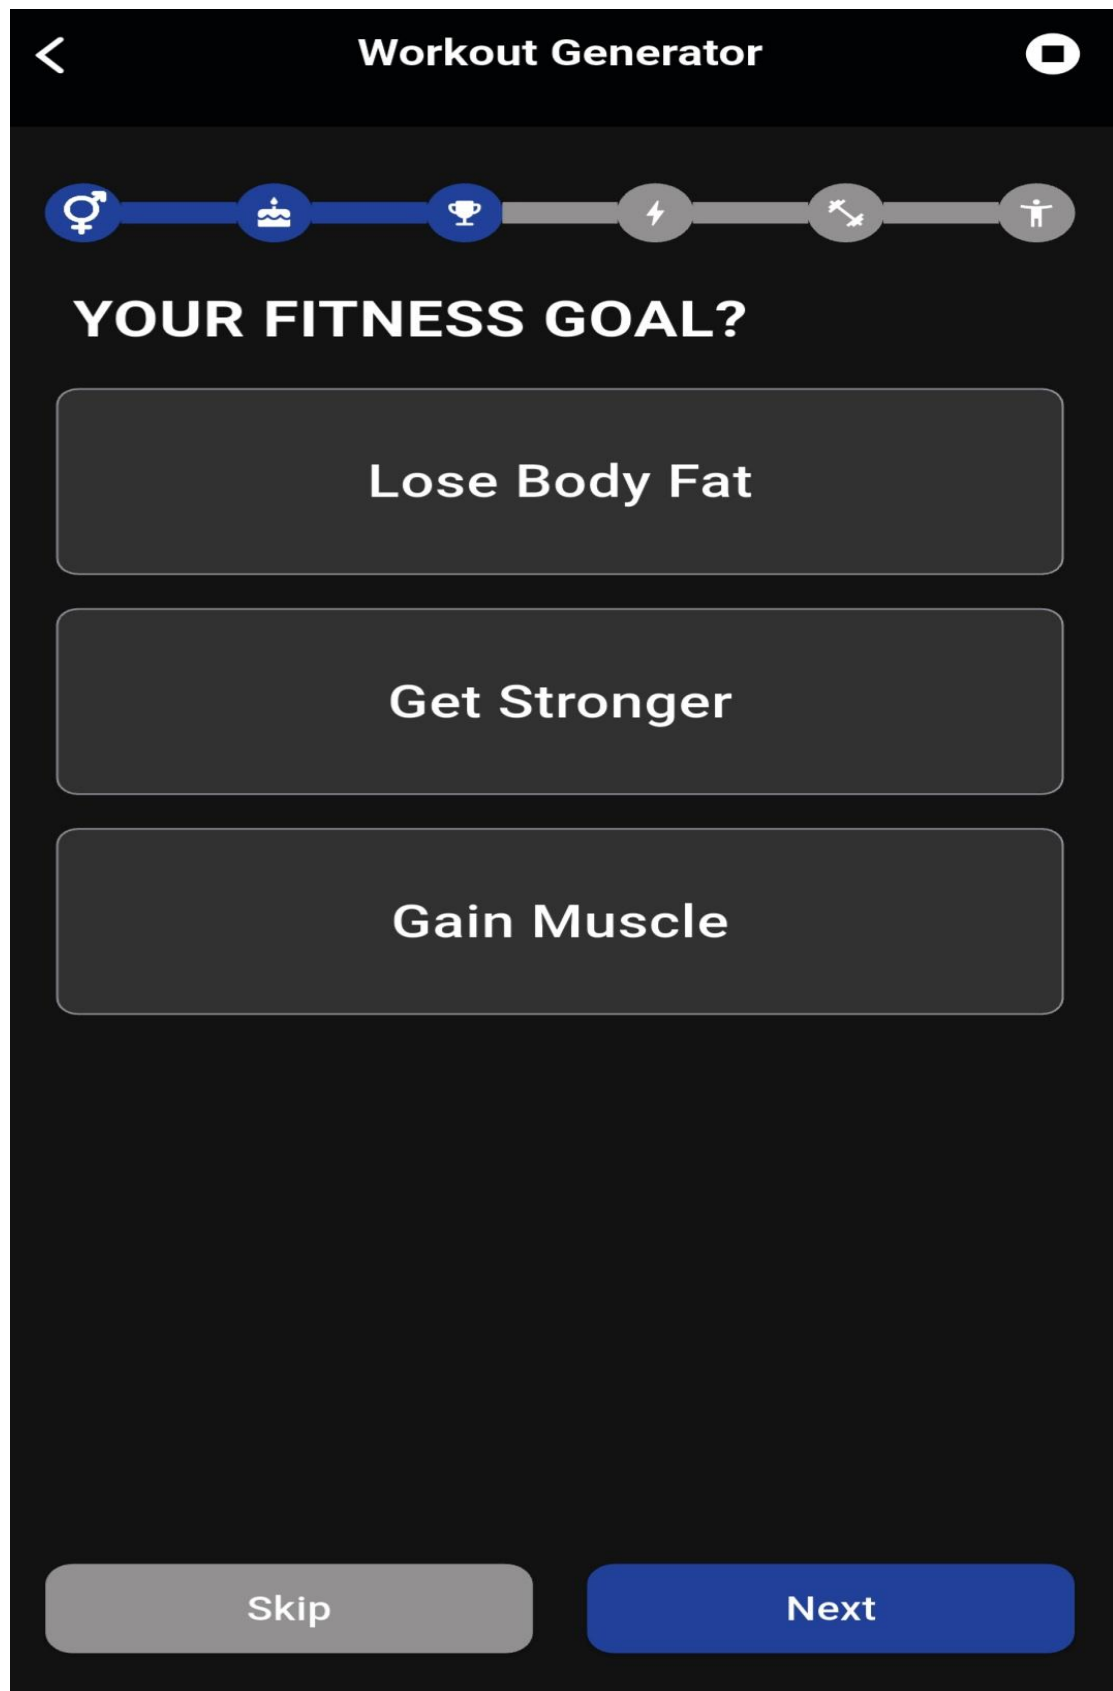 Workout Generator
YOUR FITNESS GOAL?
Lose Body Fat
Get Stronger
Gain Muscle
Skip
Next